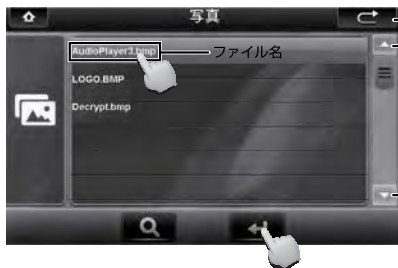 写真
AudioPlayer3.bmp ファイル名
LOGO.BMP
Decrypt.bmp